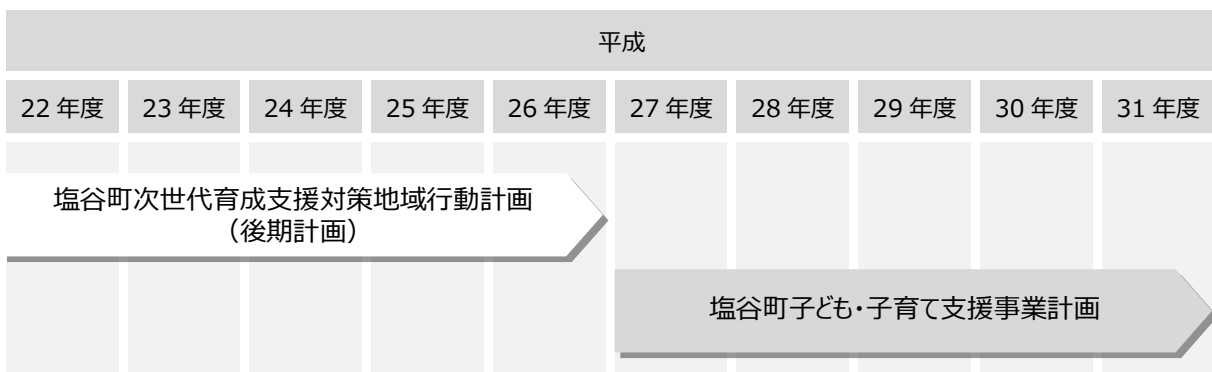 平成
22 年度 23 年度 24 年度 25 年度 26 年度 27 年度 28 年度 29 年度 30 年度 31 年度
塩谷町次世代育成支援対策地域行動計画
（後期計画）
塩谷町子ども・子育て支援事業計画